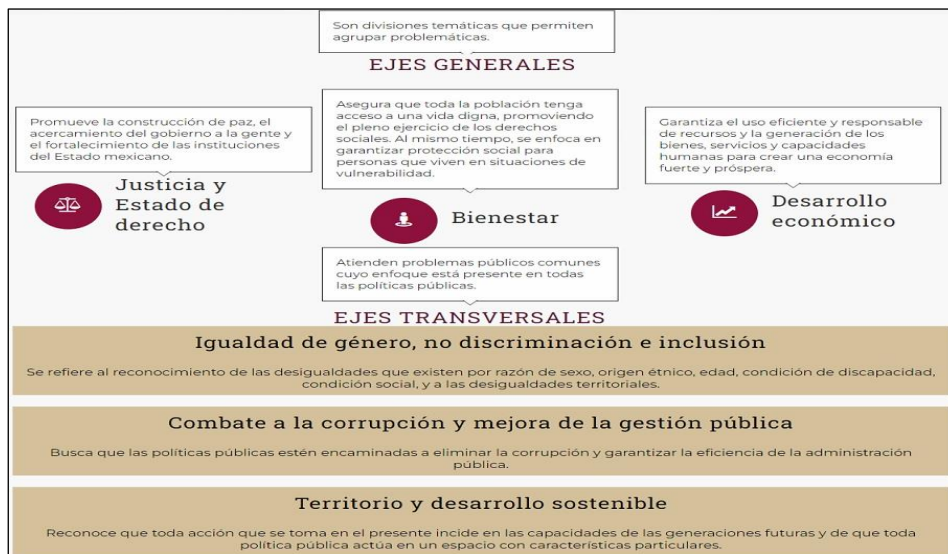 Son divisiones temáticas que permiten
agrupar problemáticas.
EJES GENERALES
Promueve la construcción de paz, el
acercamiento del gobierno a la gente y
el fortalecimiento de las instituciones
del Estado mexicano.
Justicia y
Estado de
derecho
Asegura que toda la población tenga
acceso a una vida digna, promoviendo
el pleno ejercicio de los derechos
sociales. Al mismo tiempo, se enfoca en
garantizar protección social para
personas que viven en situaciones de
vulnerabilidad.
Bienestar
Garantiza el uso eficiente y responsable
de recursos y la generación de los
bienes, servicios y capacidades
humanas para crear una economía
fuerte y próspera.
Desarrollo
económico
Atienden problemas públicos comunes
cuyo enfoque está presente en todas
las políticas públicas.
EJES TRANSVERSALES
Igualdad de género, no discriminación e inclusión
Se refiere al reconocimiento de las desigualdades que existen por razón de sexo, origen étnico, edad, condición de discapacidad,
condición social, y a las desigualdades territoriales.
Combate a la corrupción y mejora de la gestión pública
Busca que las políticas públicas estén encaminadas a eliminar la corrupción y garantizar la eficiencia de la administración
pública.
Territorio y desarrollo sostenible
Reconoce que toda acción que se toma en el presente incide en las capacidades de las generaciones futuras y de que toda
política pública actúa en un espacio con características particulares.